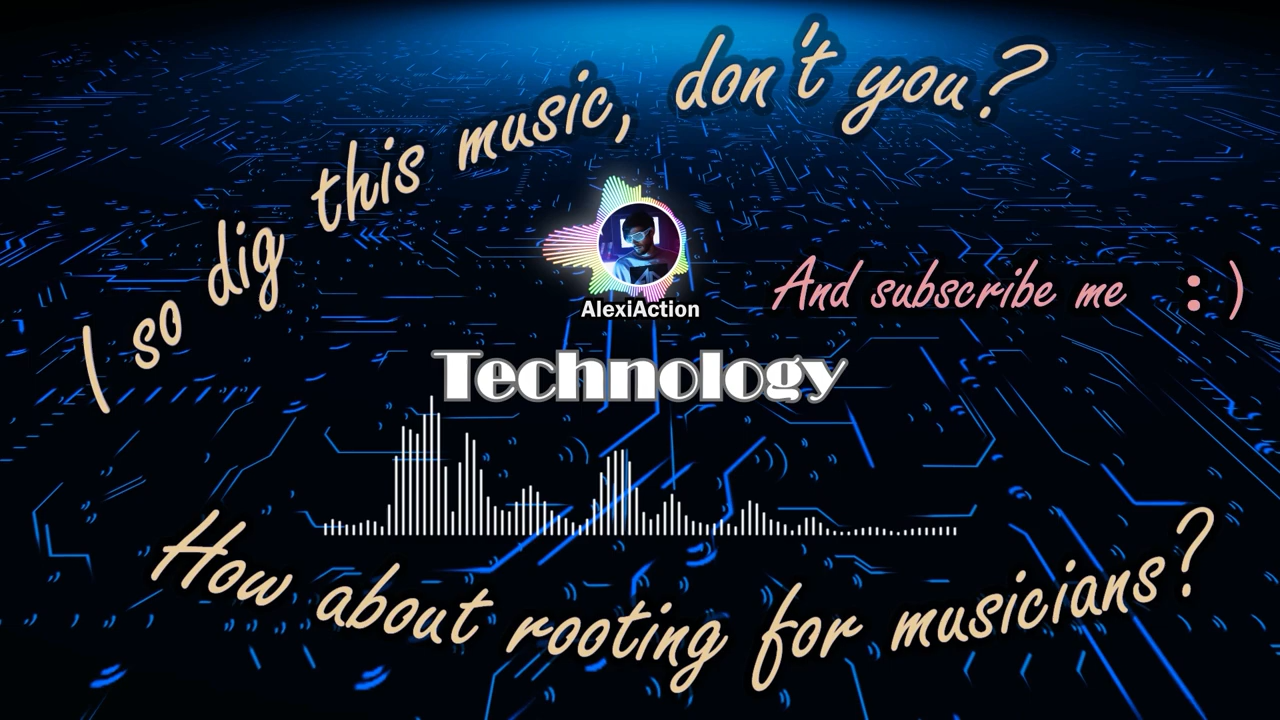 I so dig this music, don't you?
And subscribe me : )
AlexiAction
Technology
How about rooting for musicians?